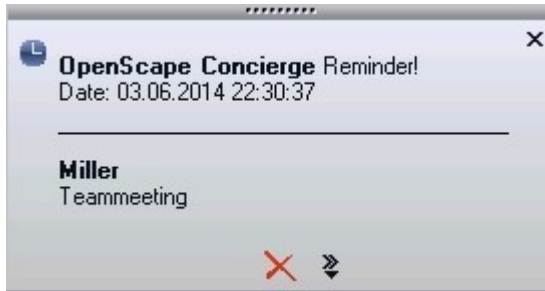 OpenScape Concierge Reminder!
Date: 03.06.2014 22:30:37
Miller
Teammeeting